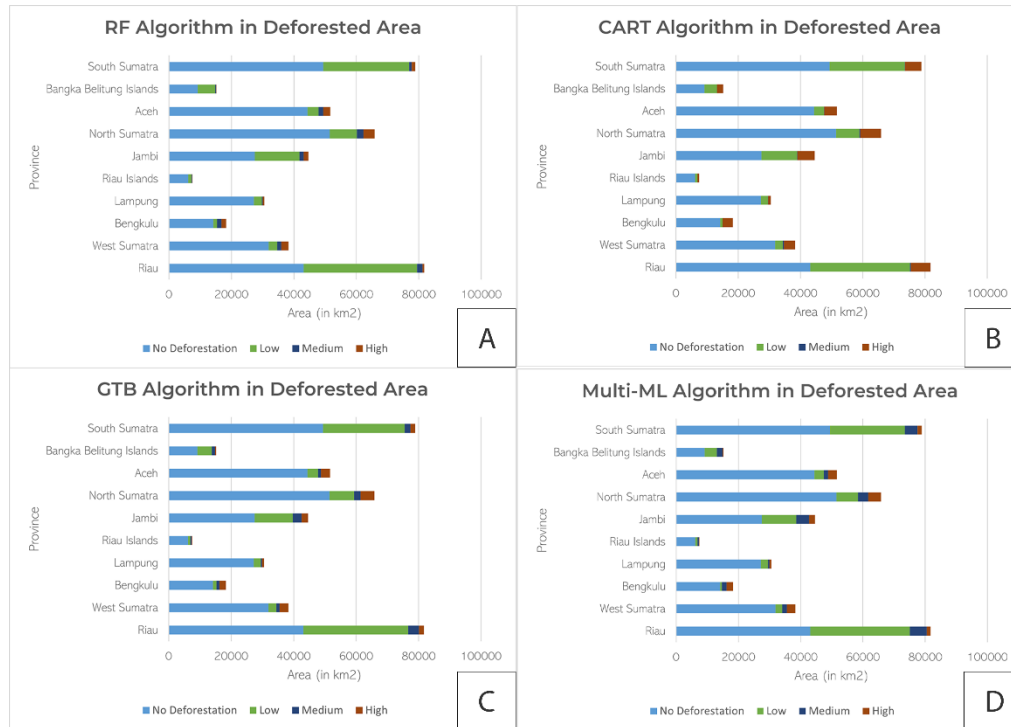 RF Algorithm in Deforested Area
Province
South Sumatra
Bangka Belitung Islands
Aceh
North Sumatra
Jambi
Riau Islands
Lampung
Bengkulu
West Sumatra
Riau
0 20000 40000 60000 80000 100000
Area (in km2)
No Deforestation Low Medium High
A
CART Algorithm in Deforested Area
Province
South Sumatra
Bangka Belitung Islands
Aceh
North Sumatra
Jambi
Riau Islands
Lampung
Bengkulu
West Sumatra
Riau
0 20000 40000 60000 80000 100000
Area (in km2)
No Deforestation Low Medium High
B
GTB Algorithm in Deforested Area
Province
South Sumatra
Bangka Belitung Islands
Aceh
North Sumatra
Jambi
Riau Islands
Lampung
Bengkulu
West Sumatra
Riau
0 20000 40000 60000 80000 100000
Area (in km2)
No Deforestation Low Medium High
C
Multi-ML Algorithm in Deforested Area
Province
South Sumatra
Bangka Belitung Islands
Aceh
North Sumatra
Jambi
Riau Islands
Lampung
Bengkulu
West Sumatra
Riau
0 20000 40000 60000 80000 100000
Area (in km2)
No Deforestation Low Medium High
D